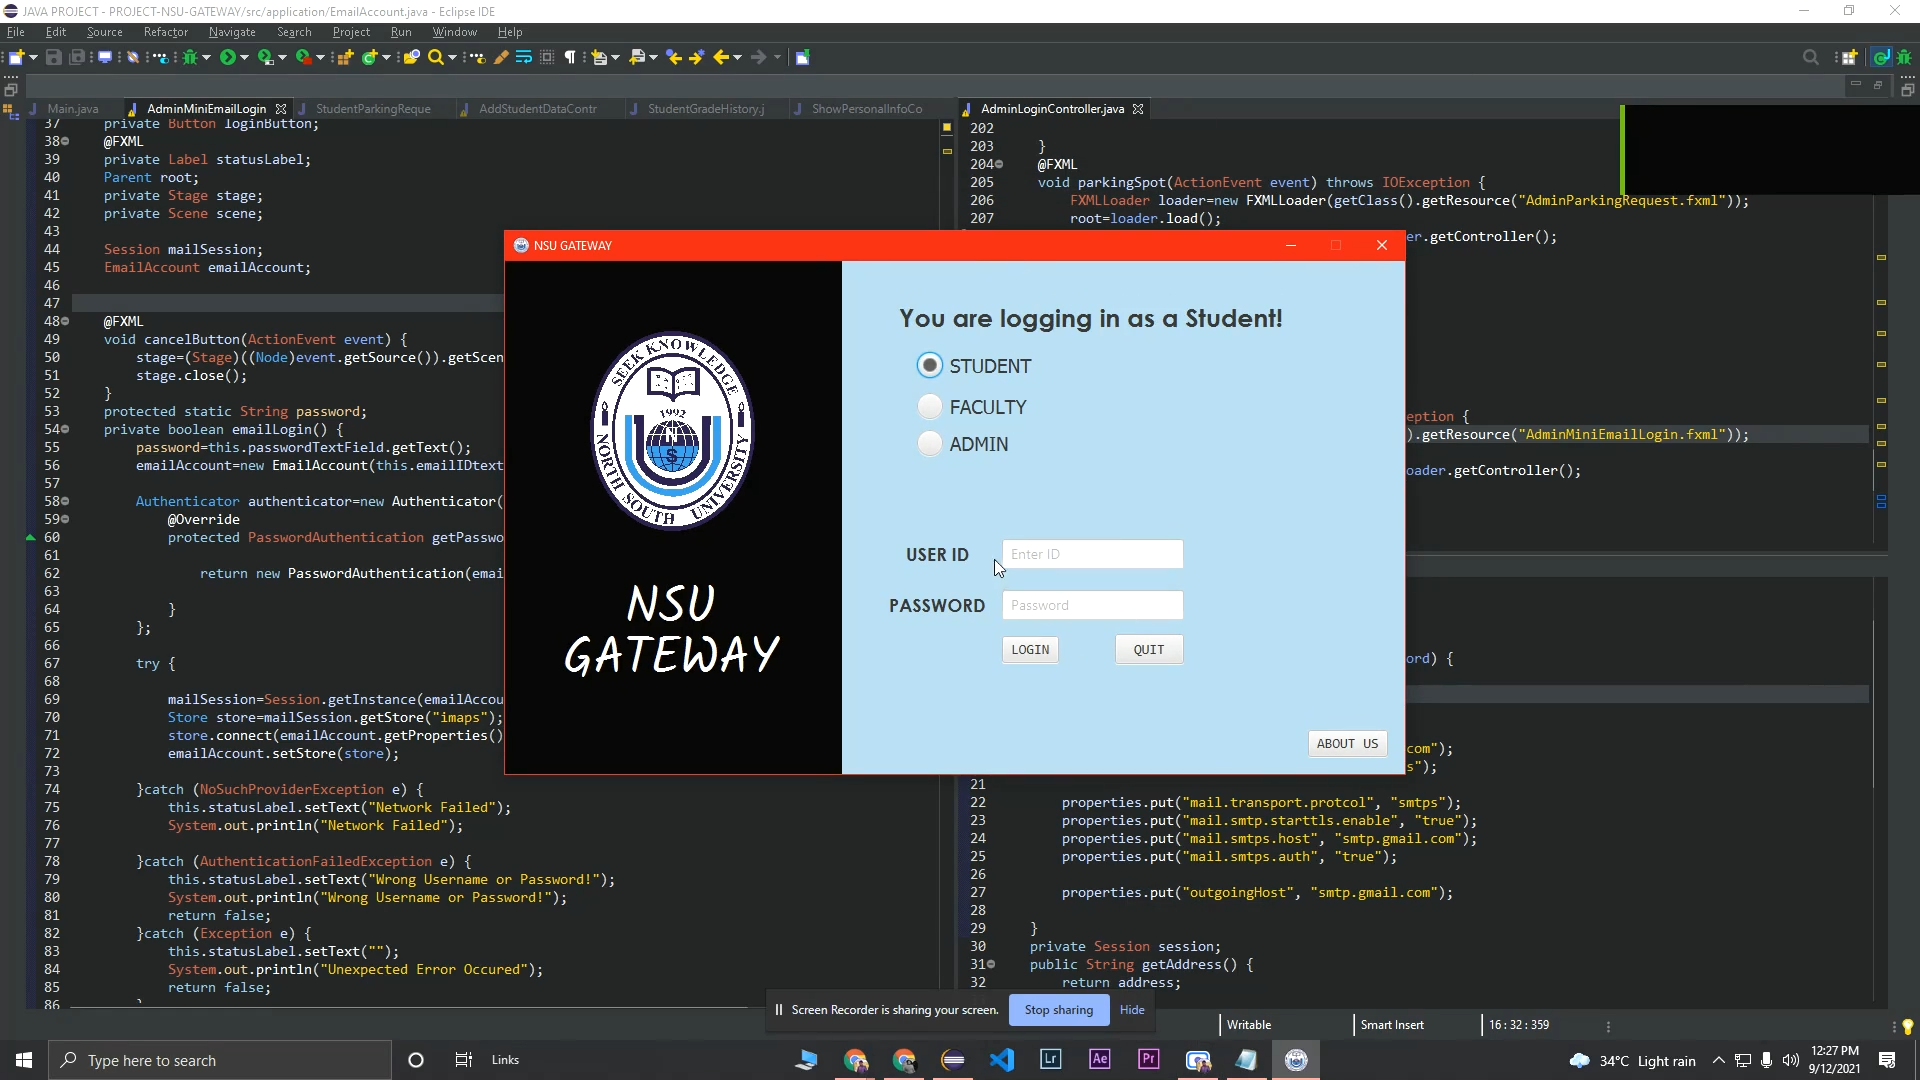 JAVA PROJECT - PROJECT-NSU-GATEWAY/src/application/EmailAccount.java - Eclipse IDE
File Edit Source Refactor Navigate Search Project Run Window Help
Main.java AdminMiniEmailLogin StudentParkingReque AddStudentDataContr StudentGradeHistory.j ShowPersonalInfoCo
37 private Button loginButton;
38 @FXML
39 private Label statusLabel;
40 Parent root;
41 private Stage stage;
42 private Scene scene;
43
44 Session mailSession;
45 EmailAccount emailAccount;
46
47
48 @FXML
49 void cancelButton(ActionEvent event) {
50 stage=(Stage)((Node)event.getSource()).getScen
51 stage.close();
52 }
53 protected static String password;
54 private boolean emailLogin() {
55 password=this.passwordTextField.getText();
56 emailAccount=new EmailAccount(this.emailIDtext
57
58 Authenticator authenticator=new Authenticator(
59 @Override
60 protected PasswordAuthentication getPasswo
61
62 return new PasswordAuthentication(emai
63
64 }
65 };
66
67 try {
68
69 mailSession=Session.getInstance(emailAccou
70 Store store=mailSession.getStore("imaps");
71 store.connect(emailAccount.getProperties()
72 emailAccount.setStore(store);
73
74 }catch (NoSuchProviderException e) {
75 this.statusLabel.setText("Network Failed");
76 System.out.println("Network Failed");
77
78 }catch (AuthenticationFailedException e) {
79 this.statusLabel.setText("Wrong Username or Password!");
80 System.out.println("Wrong Username or Password!");
81 return false;
82 }catch (Exception e) {
83 this.statusLabel.setText("");
84 System.out.println("Unexpected Error Occured");
85 return false;
86
AdminLoginController.java
202
203 }
204 @FXML
205 void parkingSpot(ActionEvent event) throws IOException {
206 FXMLLoader loader=new FXMLLoader(getClass().getResource("AdminParkingRequest.fxml"));
207 root=loader.load();
er.getController();
eption {
).getResource("AdminMiniEmailLogin.fxml"));
oader.getController();
ord) {
com");
s");
21
22 properties.put("mail.transport.protcol", "smtps");
23 properties.put("mail.smtp.starttls.enable", "true");
24 properties.put("mail.smtps.host", "smtp.gmail.com");
25 properties.put("mail.smtps.auth", "true");
26
27 properties.put("outgoingHost", "smtp.gmail.com");
28
29 }
30 private Session session;
31 public String getAddress() {
32 return address;
NSU GATEWAY
SEEK KNOWLEDGE
1992
N
S
NORTH SOUTH UNIVERSITY
NSU
GATEWAY
You are logging in as a Student!
STUDENT
FACULTY
ADMIN
USER ID Enter ID
PASSWORD Password
LOGIN QUIT
ABOUT US
Screen Recorder is sharing your screen. Stop sharing Hide
Writable Smart Insert 16 : 32 : 359
Type here to search Links Lr Ae Pr 34°C Light rain 12:27 PM
9/12/2021